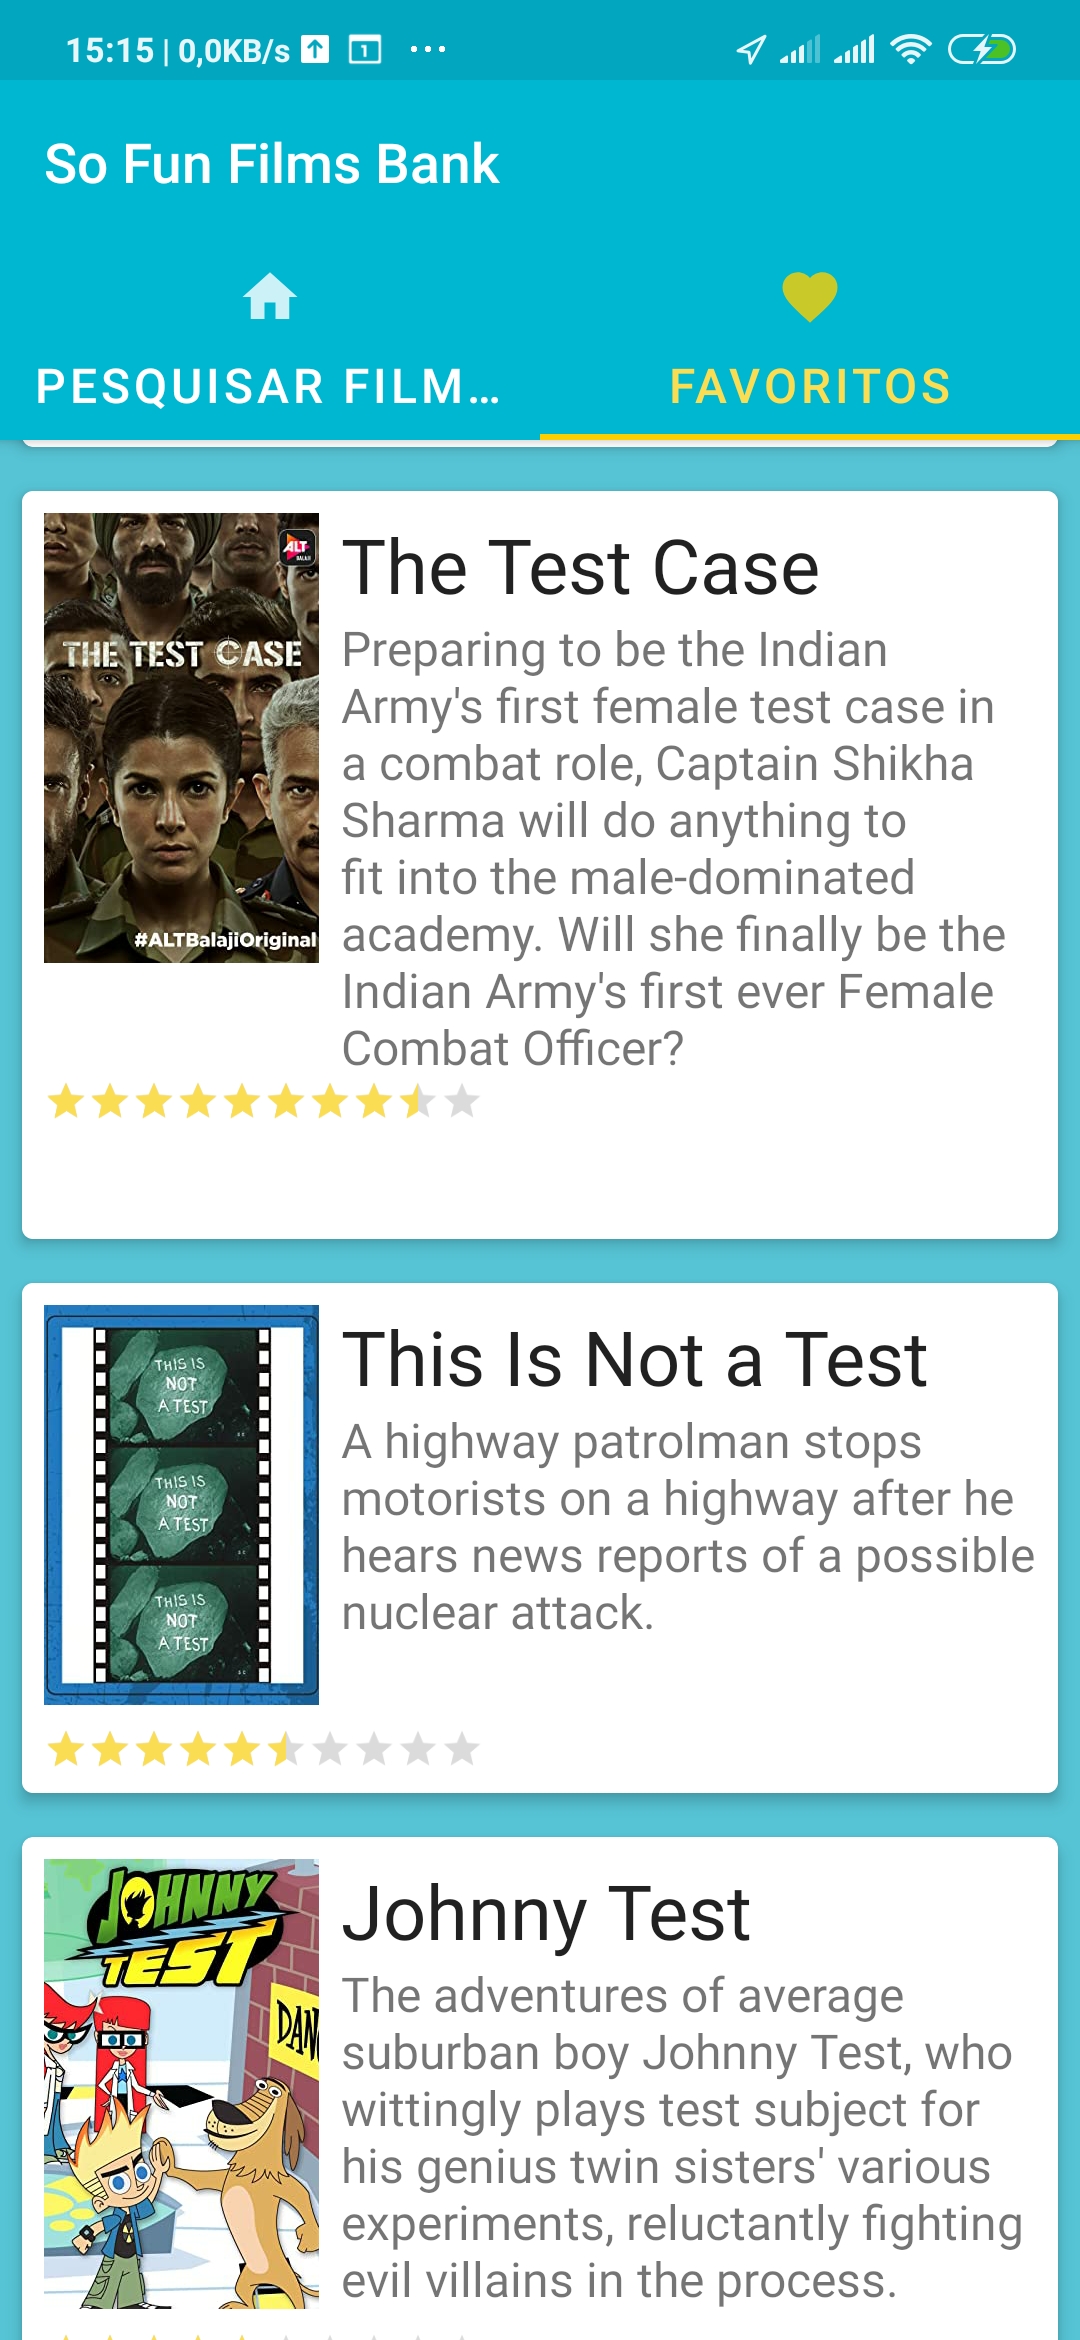 15:15 | 0,0KB/s 1 ...
So Fun Films Bank
PESQUISAR FILM...
FAVORITOS
ALT
BALAJI
THE TEST CASE
#ALTBalajiOriginal
The Test Case
Preparing to be the Indian
Army's first female test case in
a combat role, Captain Shikha
Sharma will do anything to
fit into the male-dominated
academy. Will she finally be the
Indian Army's first ever Female
Combat Officer?
THIS IS
NOT
A TEST
THIS IS
NOT
A TEST
THIS IS
NOT
A TEST
This Is Not a Test
A highway patrolman stops
motorists on a highway after he
hears news reports of a possible
nuclear attack.
JOHNNY
TEST
DAN
Johnny Test
The adventures of average
suburban boy Johnny Test, who
wittingly plays test subject for
his genius twin sisters' various
experiments, reluctantly fighting
evil villains in the process.